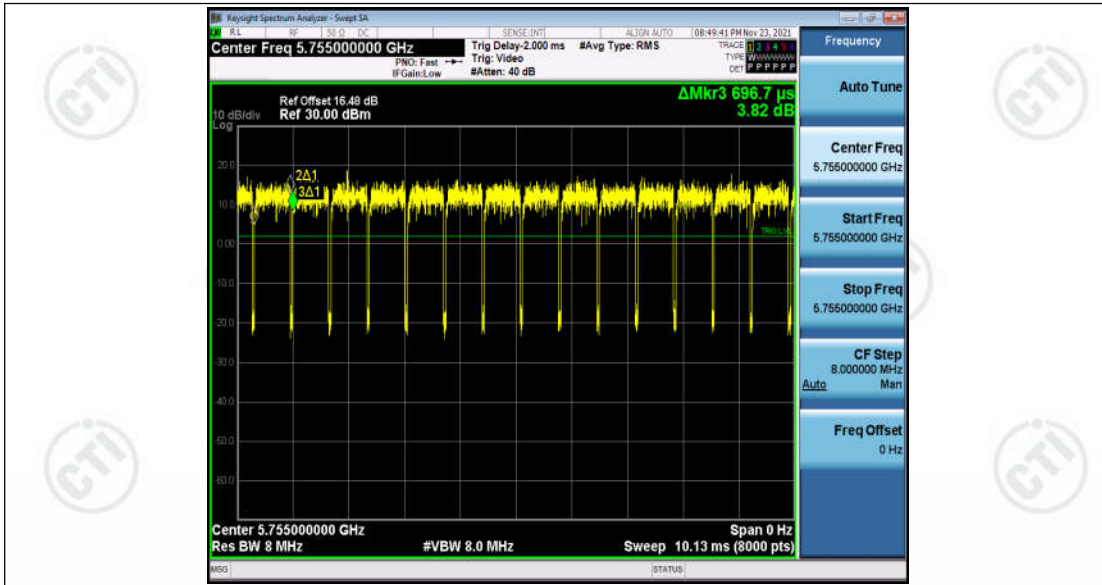 Keysight Spectrum Analyzer - Swept SA
RL RF 50 Ω DC SENSE:INT ALIGN AUTO 08:49:41 PM Nov 23, 2021
Center Freq 5.755000000 GHz
PNO: Fast
IFGain:Low
Trig Delay-2.000 ms
Trig: Video
#Atten: 40 dB
#Avg Type: RMS
TRACE 1 2 3 4 5 6
TYPE WWWWWW
DET P P P P P P
Frequency
Ref Offset 16.48 dB
10 dB/div Ref 30.00 dBm
Log
ΔMkr3 696.7 µs
3.82 dB
20.0
10.0
0.00
-10.0
-20.0
-30.0
-40.0
-50.0
-60.0
2Δ1
3Δ1
TRIG LVL
Center 5.755000000 GHz
Span 0 Hz
Res BW 8 MHz
#VBW 8.0 MHz
Sweep 10.13 ms (8000 pts)
MSG STATUS
Auto Tune
Center Freq
5.755000000 GHz
Start Freq
5.755000000 GHz
Stop Freq
5.755000000 GHz
CF Step
8.000000 MHz
Auto Man
Freq Offset
0 Hz
CTI
CTI
CTI
CTI